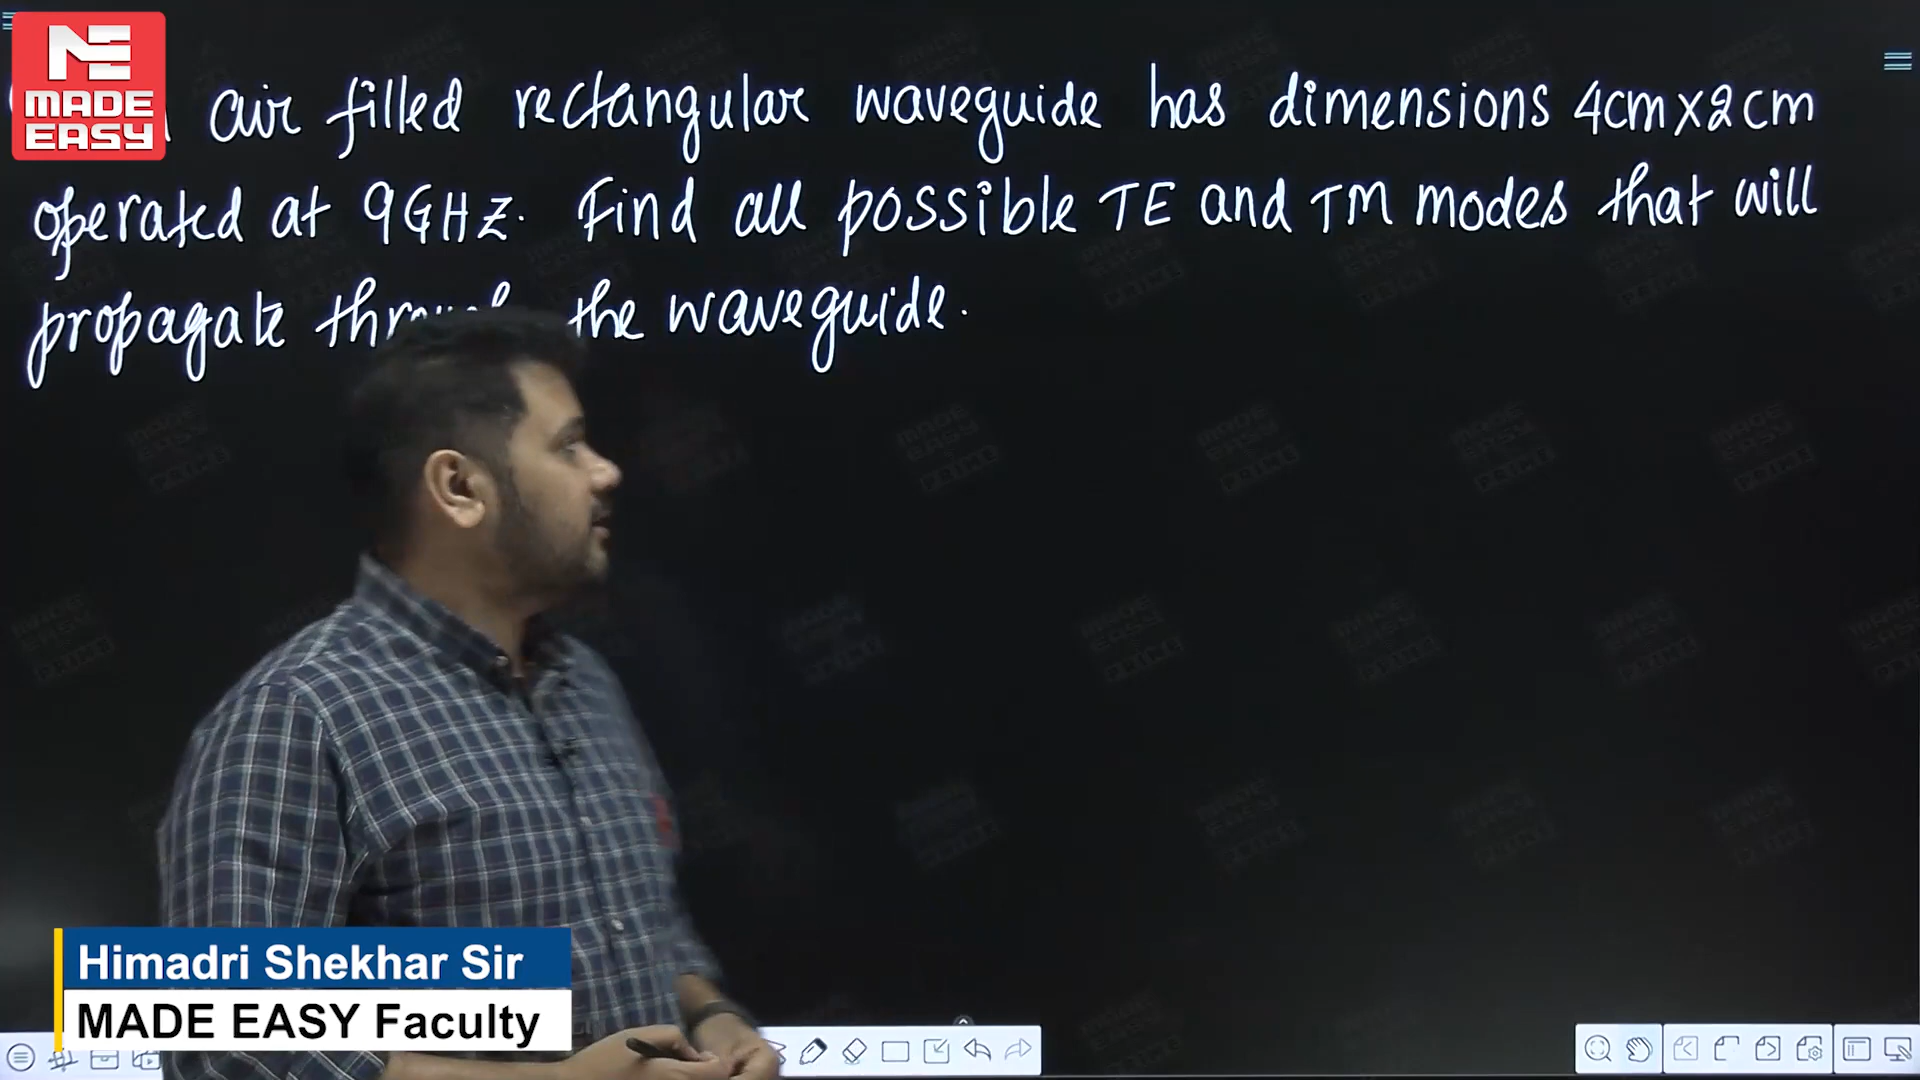 MADE
EASY
air filled rectangular waveguide has dimensions 4cm x 2cm
operated at 9GHz. Find all possible TE and TM modes that will
propagate through the waveguide.
Himadri Shekhar Sir
MADE EASY Faculty